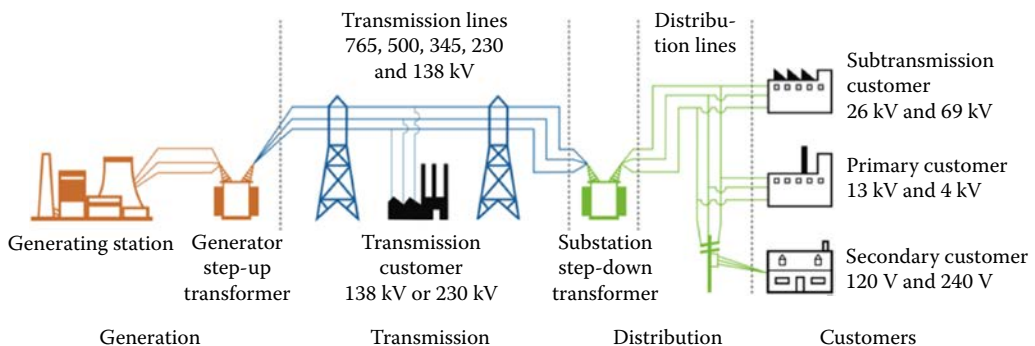 Transmission lines
765, 500, 345, 230
and 138 kV
Distribu-
tion lines
Subtransmission
customer
26 kV and 69 kV
Primary customer
13 kV and 4 kV
Generating station
Generator
step-up
transformer
Transmission
customer
138 kV or 230 kV
Substation
step-down
transformer
Secondary customer
120 V and 240 V
Generation
Transmission
Distribution
Customers